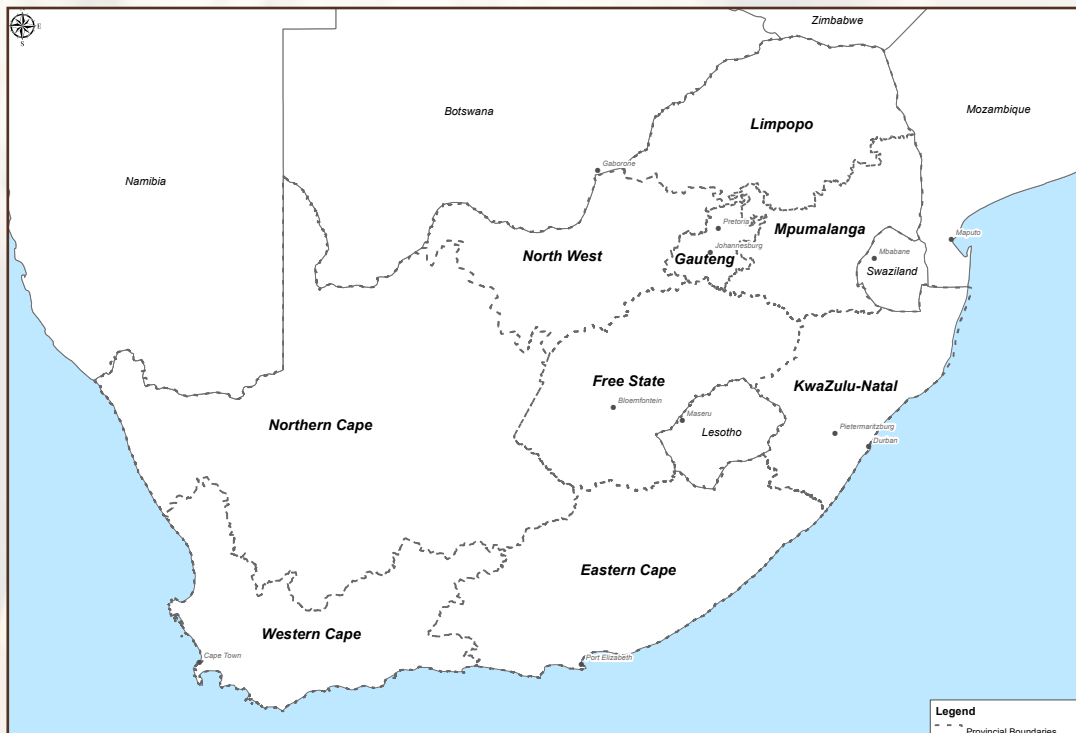 Zimbabwe
E
S
Botswana
Mozambique
Limpopo
Gaborone
Namibia
Pretoria
Mpumalanga
Maputo
North West
Johannesburg
Gauteng
Mbabane
Swaziland
Free State
KwaZulu-Natal
Bloemfontein
Maseru
Northern Cape
Lesotho
Pietermaritzburg
Durban
Eastern Cape
Western Cape
Cape Town
Port Elizabeth
Legend
Provincial Boundaries